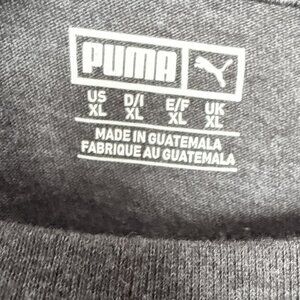 PUMA
US D/I E/F UK
XL XL XL XL
MADE IN GUATEMALA
FABRIQUE AU GUATEMALA